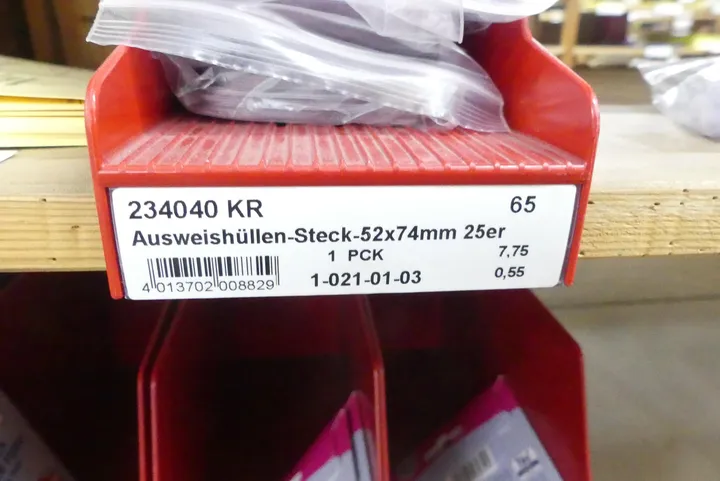 234040 KR 65
Ausweishüllen-Steck-52x74mm 25er
1 PCK 7,75
4 013702 008829 1-021-01-03 0,55